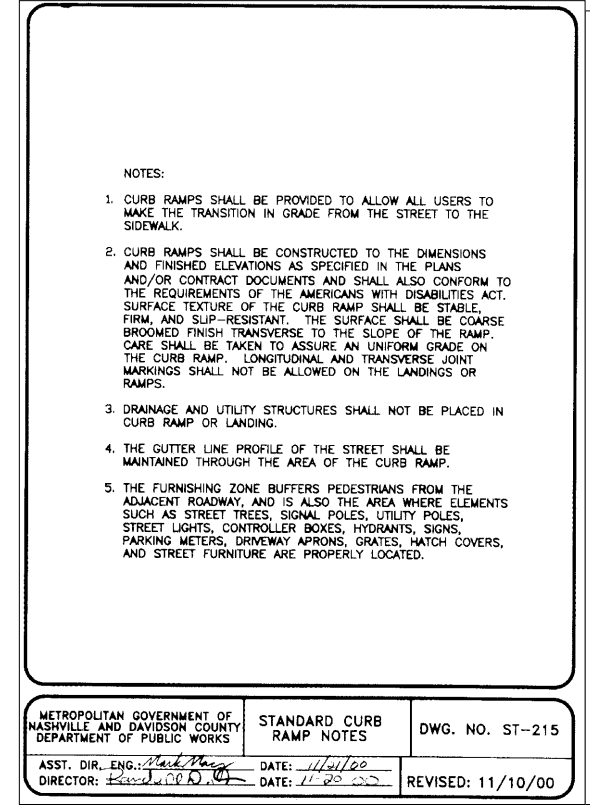 NOTES:
1. CURB RAMPS SHALL BE PROVIDED TO ALLOW ALL USERS TO
MAKE THE TRANSITION IN GRADE FROM THE STREET TO THE
SIDEWALK.
2. CURB RAMPS SHALL BE CONSTRUCTED TO THE DIMENSIONS
AND FINISHED ELEVATIONS AS SPECIFIED IN THE PLANS
AND/OR CONTRACT DOCUMENTS AND SHALL ALSO CONFORM TO
THE REQUIREMENTS OF THE AMERICANS WITH DISABILITIES ACT.
SURFACE TEXTURE OF THE CURB RAMP SHALL BE STABLE,
FIRM, AND SLIP-RESISTANT. THE SURFACE SHALL BE COARSE
BROOMED FINISH TRANSVERSE TO THE SLOPE OF THE RAMP.
CARE SHALL BE TAKEN TO ASSURE AN UNIFORM GRADE ON
THE CURB RAMP. LONGITUDINAL AND TRANSVERSE JOINT
MARKINGS SHALL NOT BE ALLOWED ON THE LANDINGS OR
RAMPS.
3. DRAINAGE AND UTILITY STRUCTURES SHALL NOT BE PLACED IN
CURB RAMP OR LANDING.
4. THE GUTTER LINE PROFILE OF THE STREET SHALL BE
MAINTAINED THROUGH THE AREA OF THE CURB RAMP.
5. THE FURNISHING ZONE BUFFERS PEDESTRIANS FROM THE
ADJACENT ROADWAY, AND IS ALSO THE AREA WHERE ELEMENTS
SUCH AS STREET TREES, SIGNAL POLES, UTILITY POLES,
STREET LIGHTS, CONTROLLER BOXES, HYDRANTS, SIGNS,
PARKING METERS, DRIVEWAY APRONS, GRATES, HATCH COVERS,
AND STREET FURNITURE ARE PROPERLY LOCATED.
METROPOLITAN GOVERNMENT OF
NASHVILLE AND DAVIDSON COUNTY
DEPARTMENT OF PUBLIC WORKS
STANDARD CURB
RAMP NOTES
DWG. NO. ST-215
ASST. DIR. ENG.: Mark Macy
DATE: 11/21/00
DIRECTOR:
DATE: 11-20-00
REVISED: 11/10/00